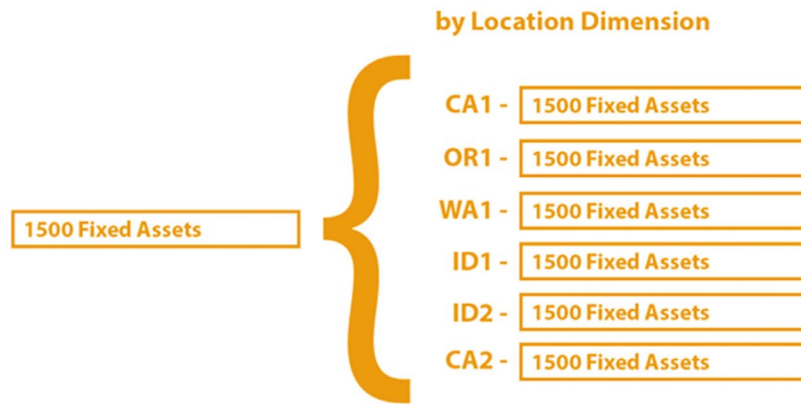 by Location Dimension
CA1 - 1500 Fixed Assets
OR1 - 1500 Fixed Assets
WA1 - 1500 Fixed Assets
1500 Fixed Assets
ID1 - 1500 Fixed Assets
ID2 - 1500 Fixed Assets
CA2 - 1500 Fixed Assets